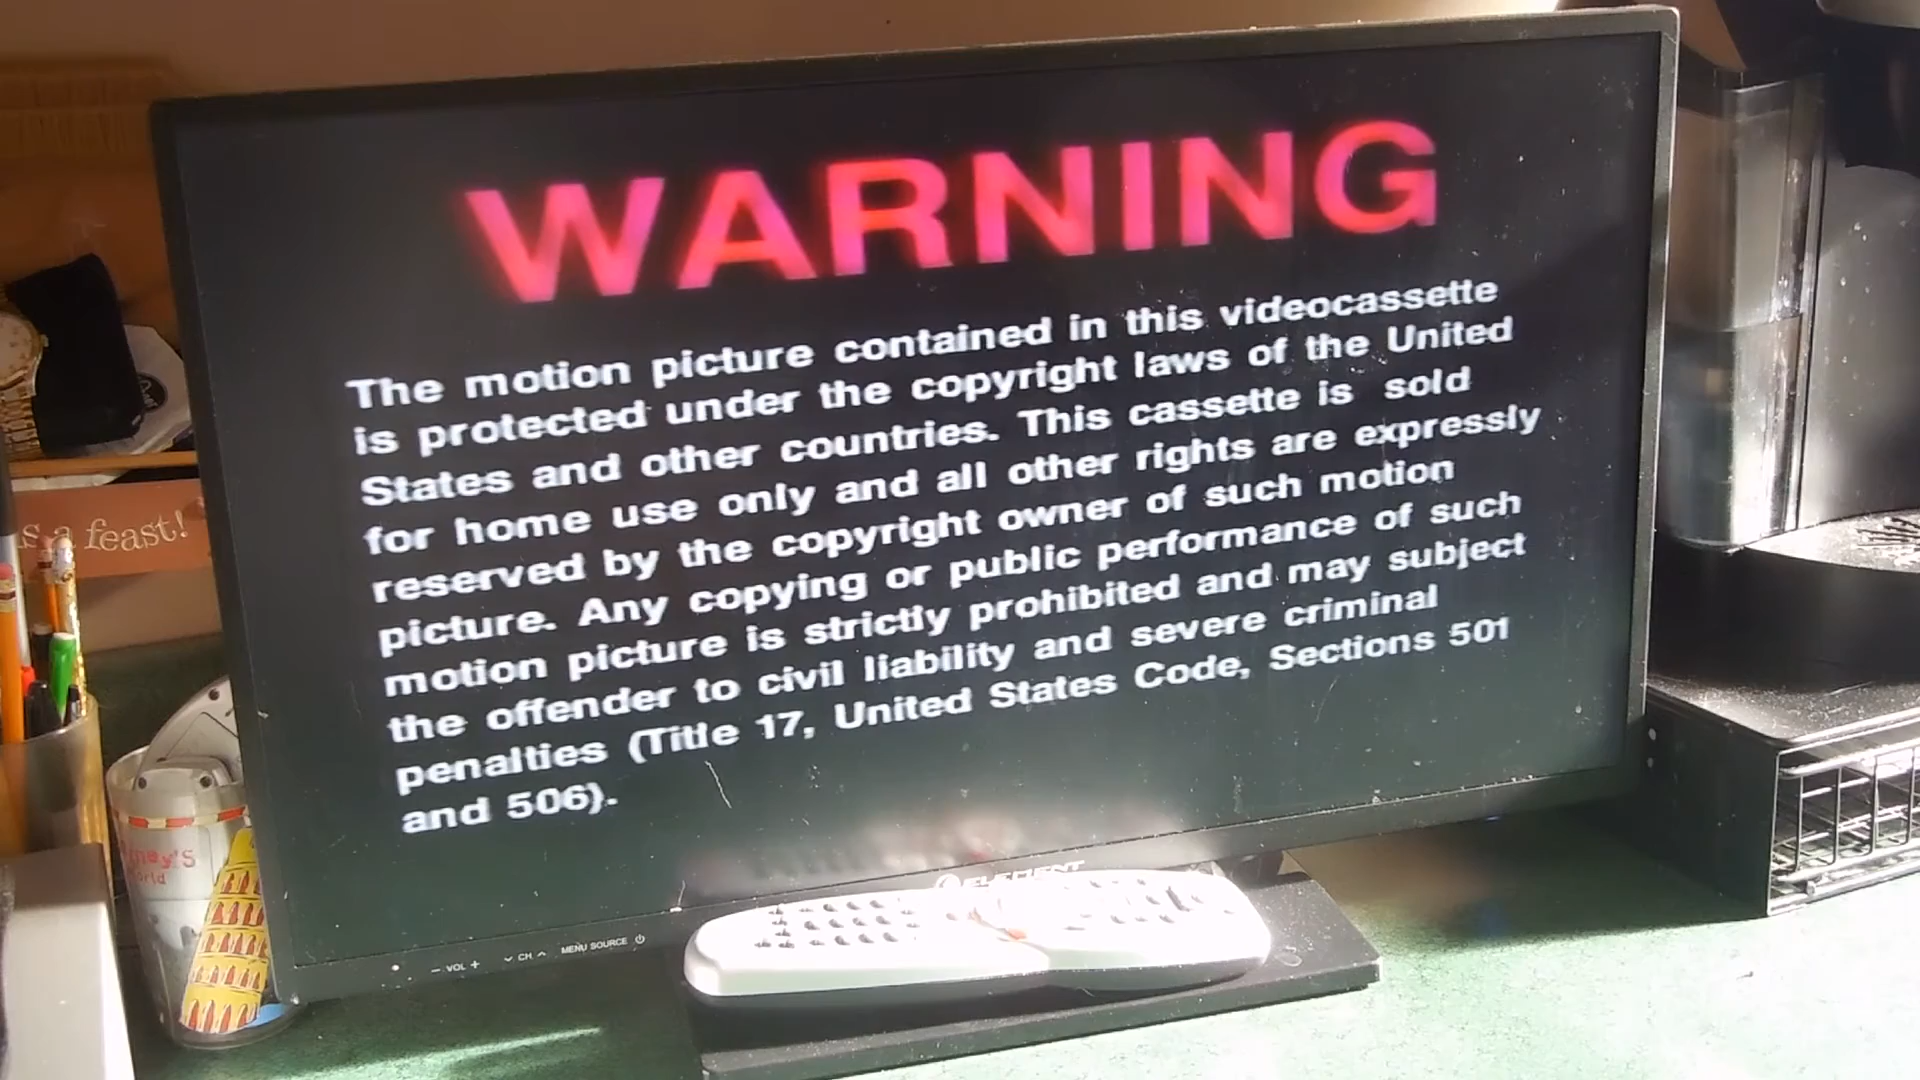 WARNING
The motion picture contained in this videocassette
is protected under the copyright laws of the United
States and other countries. This cassette is sold
for home use only and all other rights are expressly
reserved by the copyright owner of such motion
picture. Any copying or public performance of such
motion picture is strictly prohibited and may subject
the offender to civil liability and severe criminal
penalties (Title 17, United States Code, Sections 501
and 506).
a feast!
ELEMENT
– VOL + ⌵ CH ⌃ MENU SOURCE